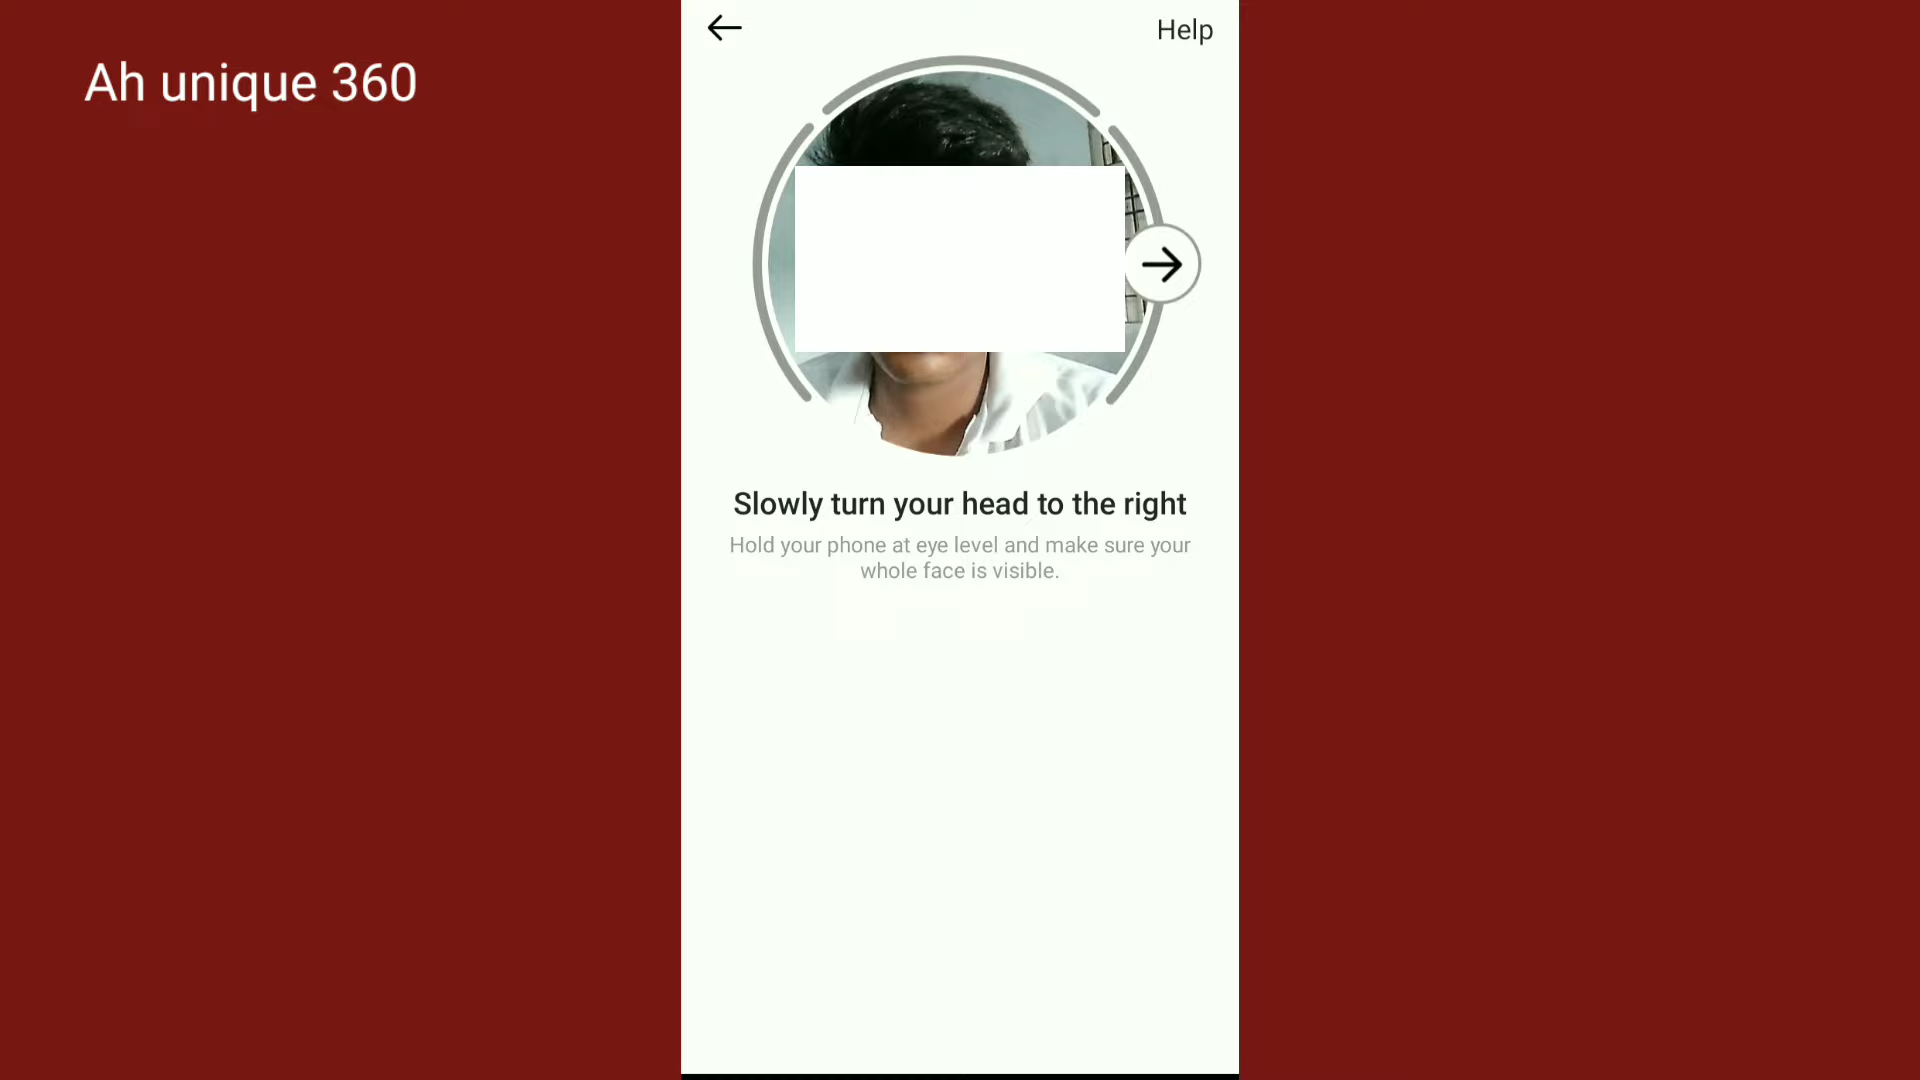 Ah unique 360
Help
Slowly turn your head to the right
Hold your phone at eye level and make sure your
whole face is visible.